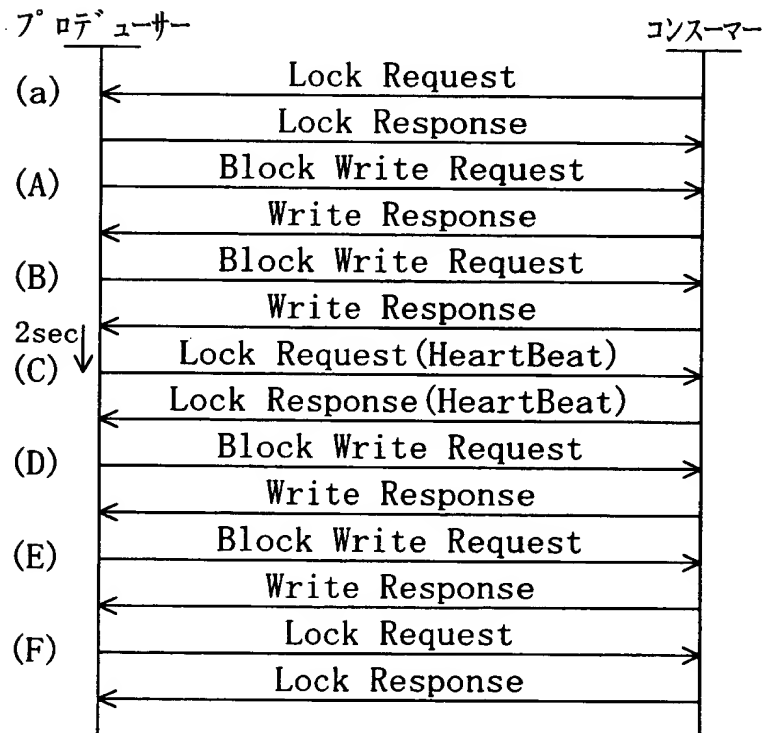 プロデューサー コンスーマー
(a) Lock Request
Lock Response
(A) Block Write Request
Write Response
(B) Block Write Request
Write Response
2sec
(C) Lock Request(HeartBeat)
Lock Response(HeartBeat)
(D) Block Write Request
Write Response
(E) Block Write Request
Write Response
(F) Lock Request
Lock Response